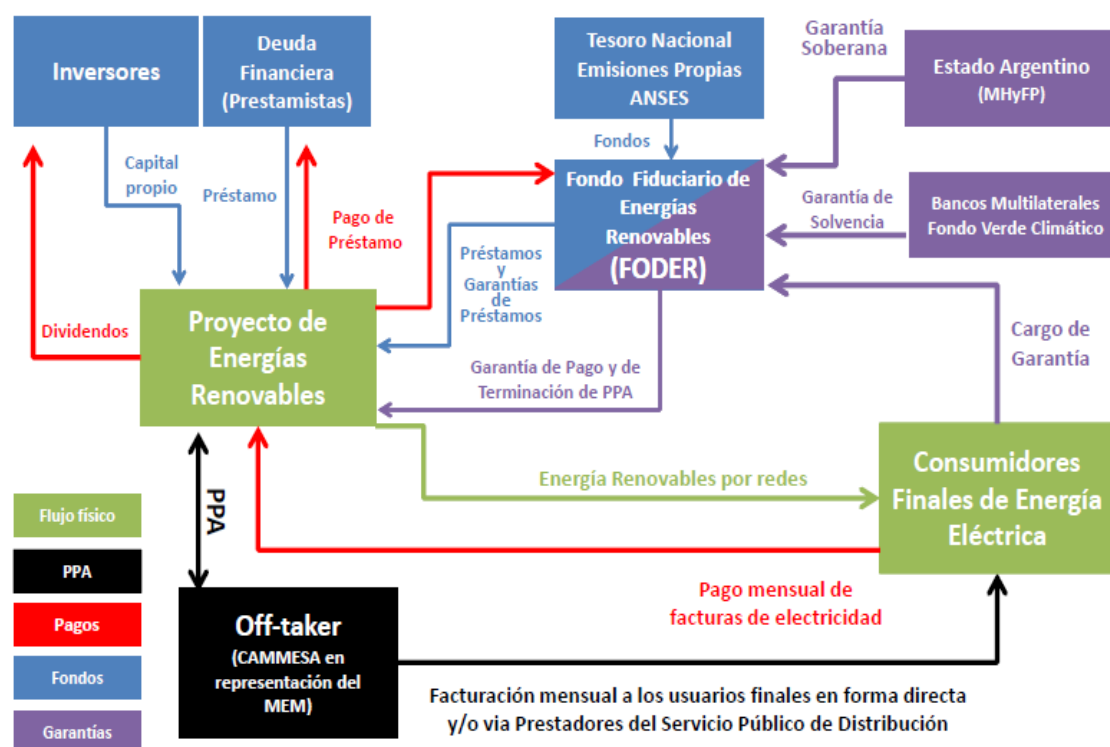 Inversores
Deuda
Financiera
(Prestamistas)
Tesoro Nacional
Emisiones Propias
ANSES
Garantía
Soberana
Estado Argentino
(MHyFP)
Capital
propio
Préstamo
Pago de
Préstamo
Fondos
Fondo Fiduciario de
Energías
Renovables
(FODER)
Garantía de
Solvencia
Bancos Multilaterales
Fondo Verde Climático
Préstamos
y
Garantías
de
Préstamos
Dividendos
Proyecto de
Energías
Renovables
Garantía de Pago y de
Terminación de PPA
Cargo de
Garantía
Energía Renovables por redes
Consumidores
Finales de Energía
Eléctrica
PPA
Flujo físico
PPA
Pagos
Fondos
Garantías
Pago mensual de
facturas de electricidad
Off-taker
(CAMMESA en
representación del
MEM)
Facturación mensual a los usuarios finales en forma directa
y/o via Prestadores del Servicio Público de Distribución